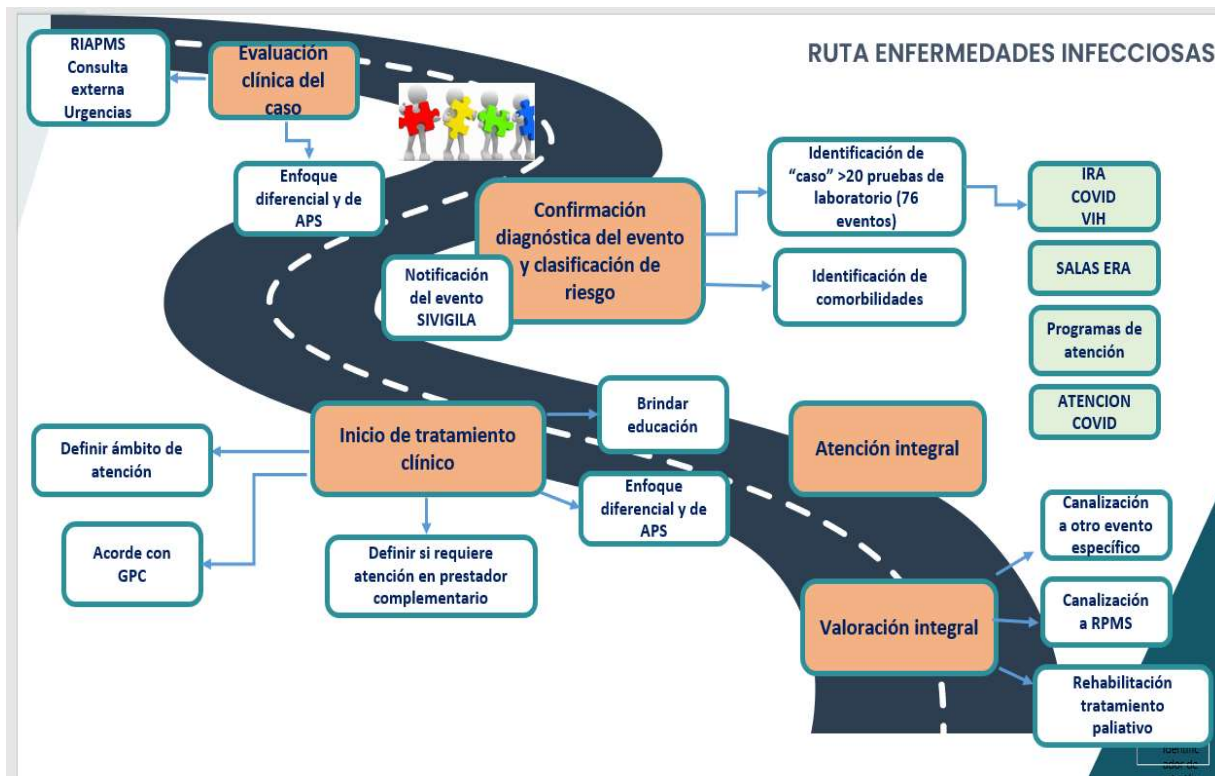 RUTA ENFERMEDADES INFECCIOSAS
RIAPMS
Consulta
externa
Urgencias
Evaluación
clínica del
caso
Enfoque
diferencial y de
APS
Confirmación
diagnóstica del evento
y clasificación de
riesgo
Notificación
del evento
SIVIGILA
Identificación de
“caso” >20 pruebas de
laboratorio (76
eventos)
Identificación de
comorbilidades
IRA
COVID
VIH
SALAS ERA
Programas de
atención
ATENCION
COVID
Inicio de tratamiento
clínico
Brindar
educación
Enfoque
diferencial y de
APS
Definir ámbito de
atención
Acorde con
GPC
Definir si requiere
atención en prestador
complementario
Atención integral
Valoración integral
Canalización
a otro evento
específico
Canalización
a RPMS
Rehabilitación
tratamiento
paliativo
Identific
ador de